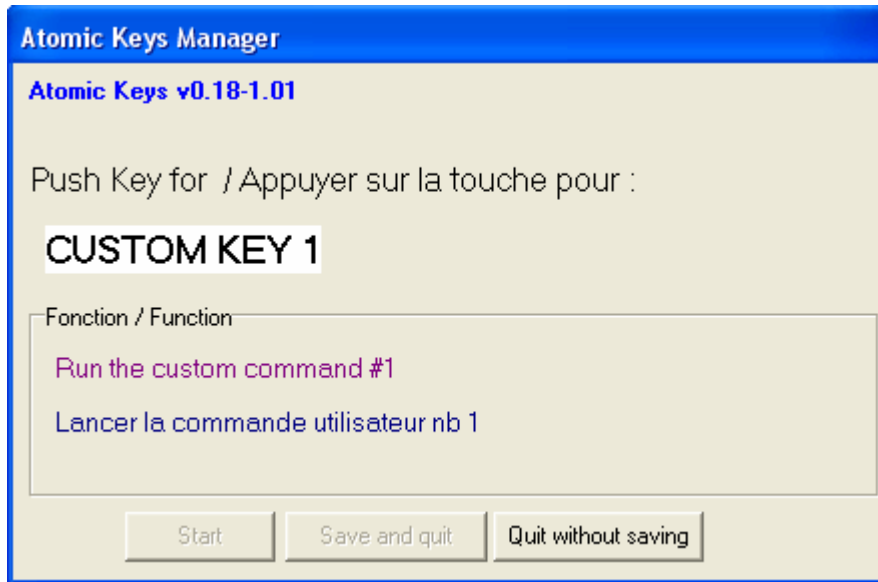 Atomic Keys Manager
Atomic Keys v0.18-1.01
Push Key for / Appuyer sur la touche pour :
CUSTOM KEY 1
Fonction / Function
Run the custom command #1
Lancer la commande utilisateur nb 1
Start Save and quit Quit without saving